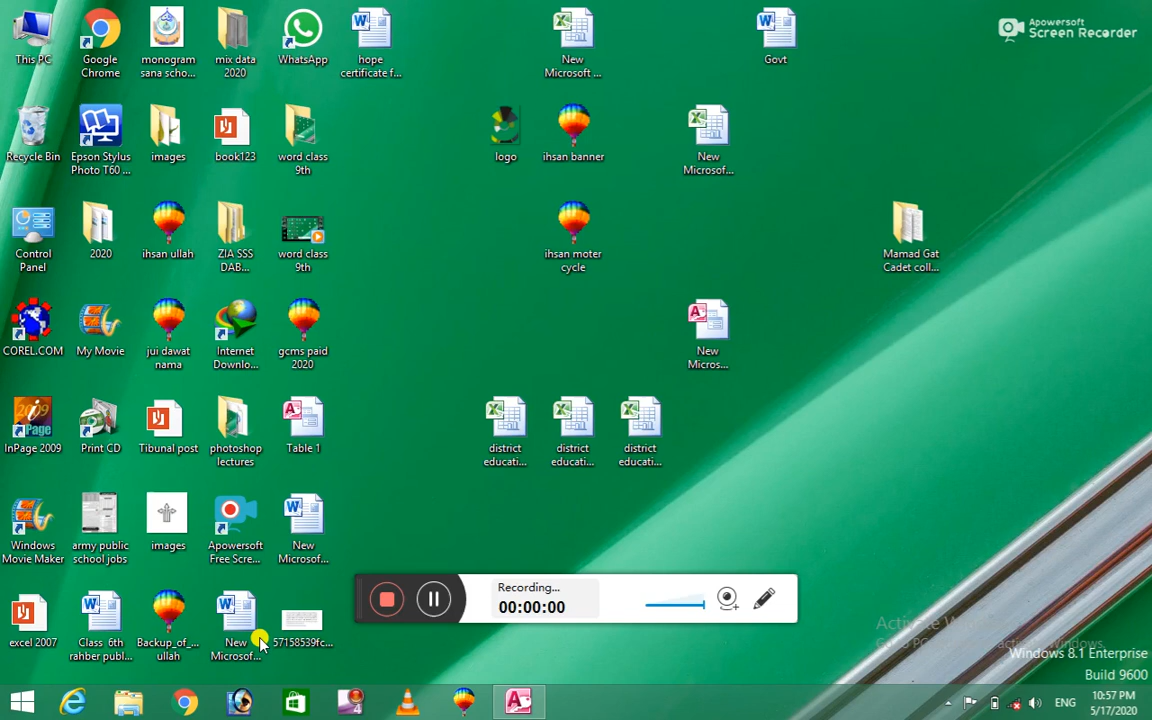 This PC
Google
Chrome
monogram
sana scho...
mix data
2020
WhatsApp
hope
certificate f...
New
Microsoft ...
Govt
Apowersoft
Screen Recorder
Recycle Bin
Epson Stylus
Photo T60 ...
images
book123
word class
9th
logo
ihsan banner
New
Microsof...
Control
Panel
2020
ihsan ullah
ZIA SSS
DAB...
word class
9th
ihsan moter
cycle
Mamad Gat
Cadet coll...
COREL.COM
My Movie
jui dawat
nama
Internet
Downlo...
gcms paid
2020
New
Micros...
2009
Page
InPage 2009
Print CD
Tibunal post
photoshop
lectures
Table 1
district
educati...
district
educati...
district
educati...
Windows
Movie Maker
army public
school jobs
images
Apowersoft
Free Scre...
New
Microsof...
Recording...
00:00:00
excel 2007
Class 6th
rahber publ...
Backup_of_...
ullah
New
Microsof...
57158539fc...
Windows 8.1 Enterprise
Build 9600
ENG
10:57 PM
5/17/2020